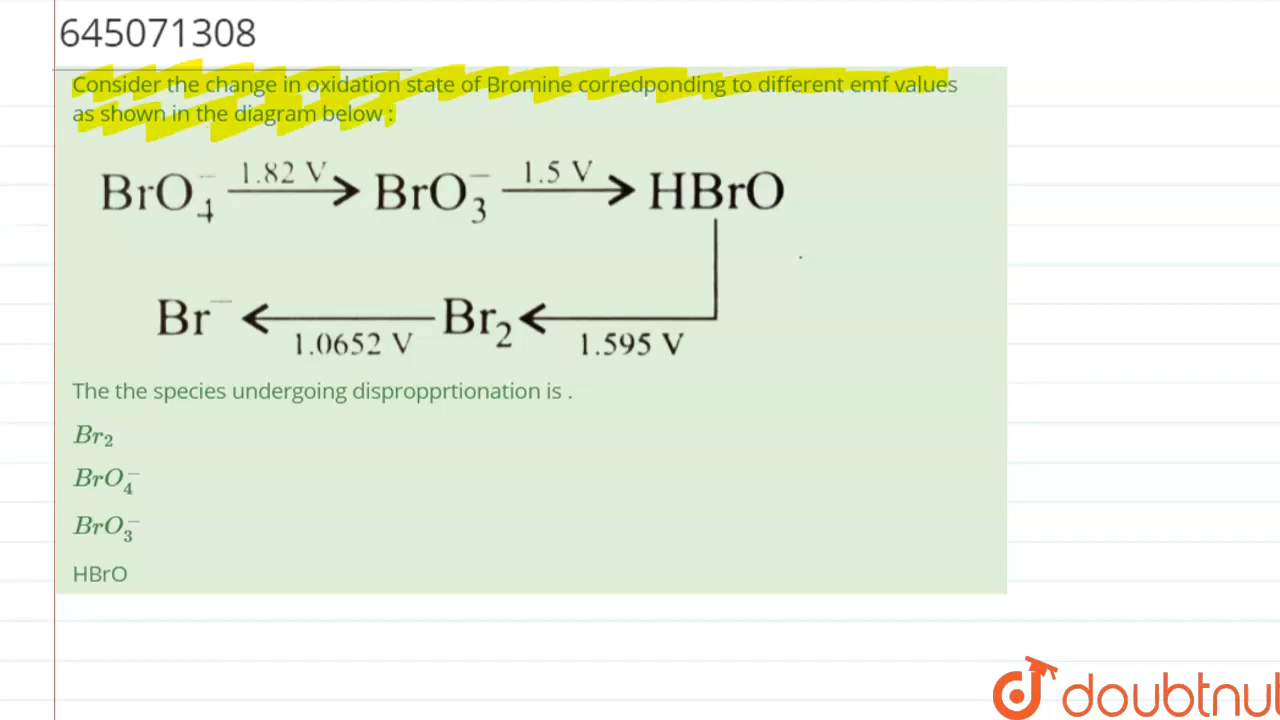 645071308
Consider the change in oxidation state of Bromine corredponding to different emf values
as shown in the diagram below :
BrO₄⁻ 1.82 V BrO₃⁻ 1.5 V HBrO
Br⁻ 1.0652 V Br₂ 1.595 V
The the species undergoing dispropprtionation is .
Br₂
BrO₄⁻
BrO₃⁻
HBrO
doubtnut